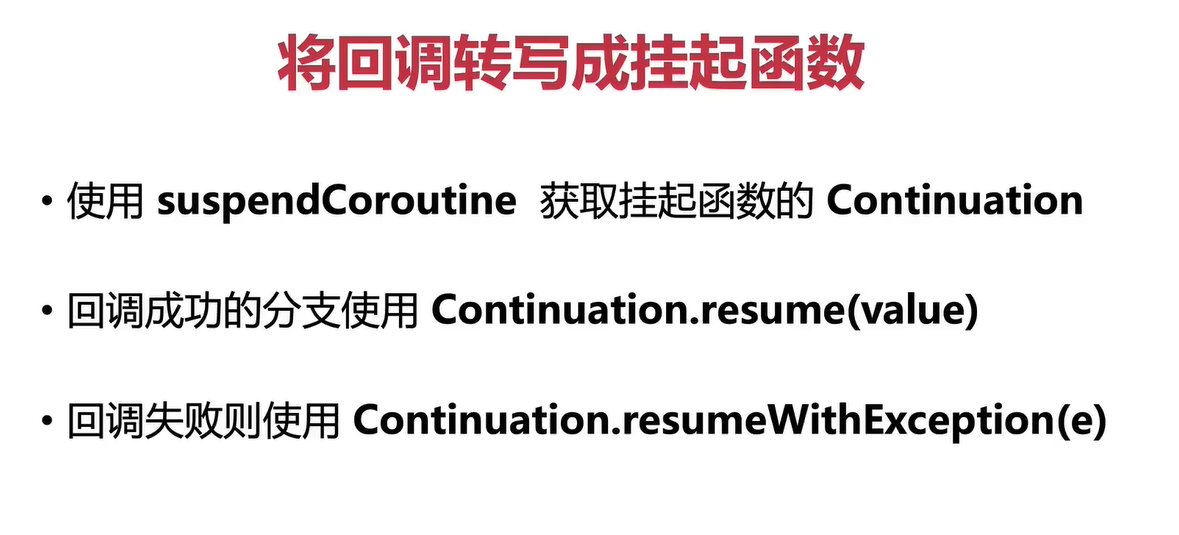 将回调转写成挂起函数
• 使用 suspendCoroutine 获取挂起函数的 Continuation
• 回调成功的分支使用 Continuation.resume(value)
• 回调失败则使用 Continuation.resumeWithException(e)